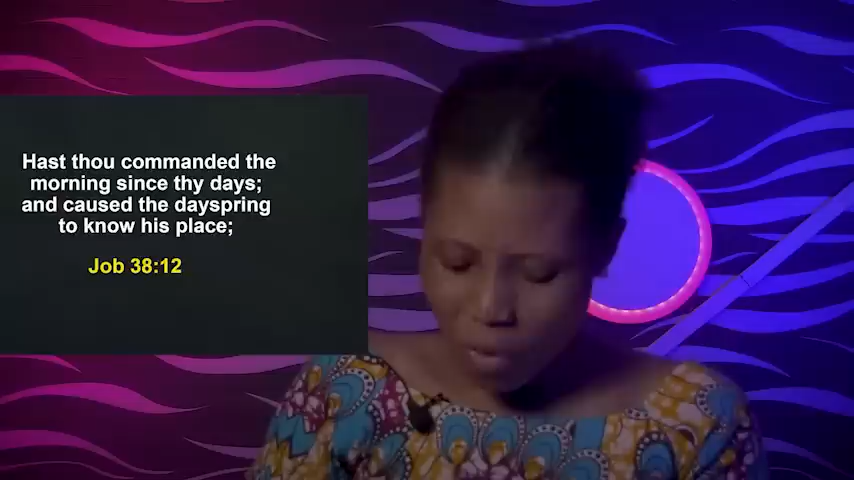 Hast thou commanded the
morning since thy days;
and caused the dayspring
to know his place;
Job 38:12